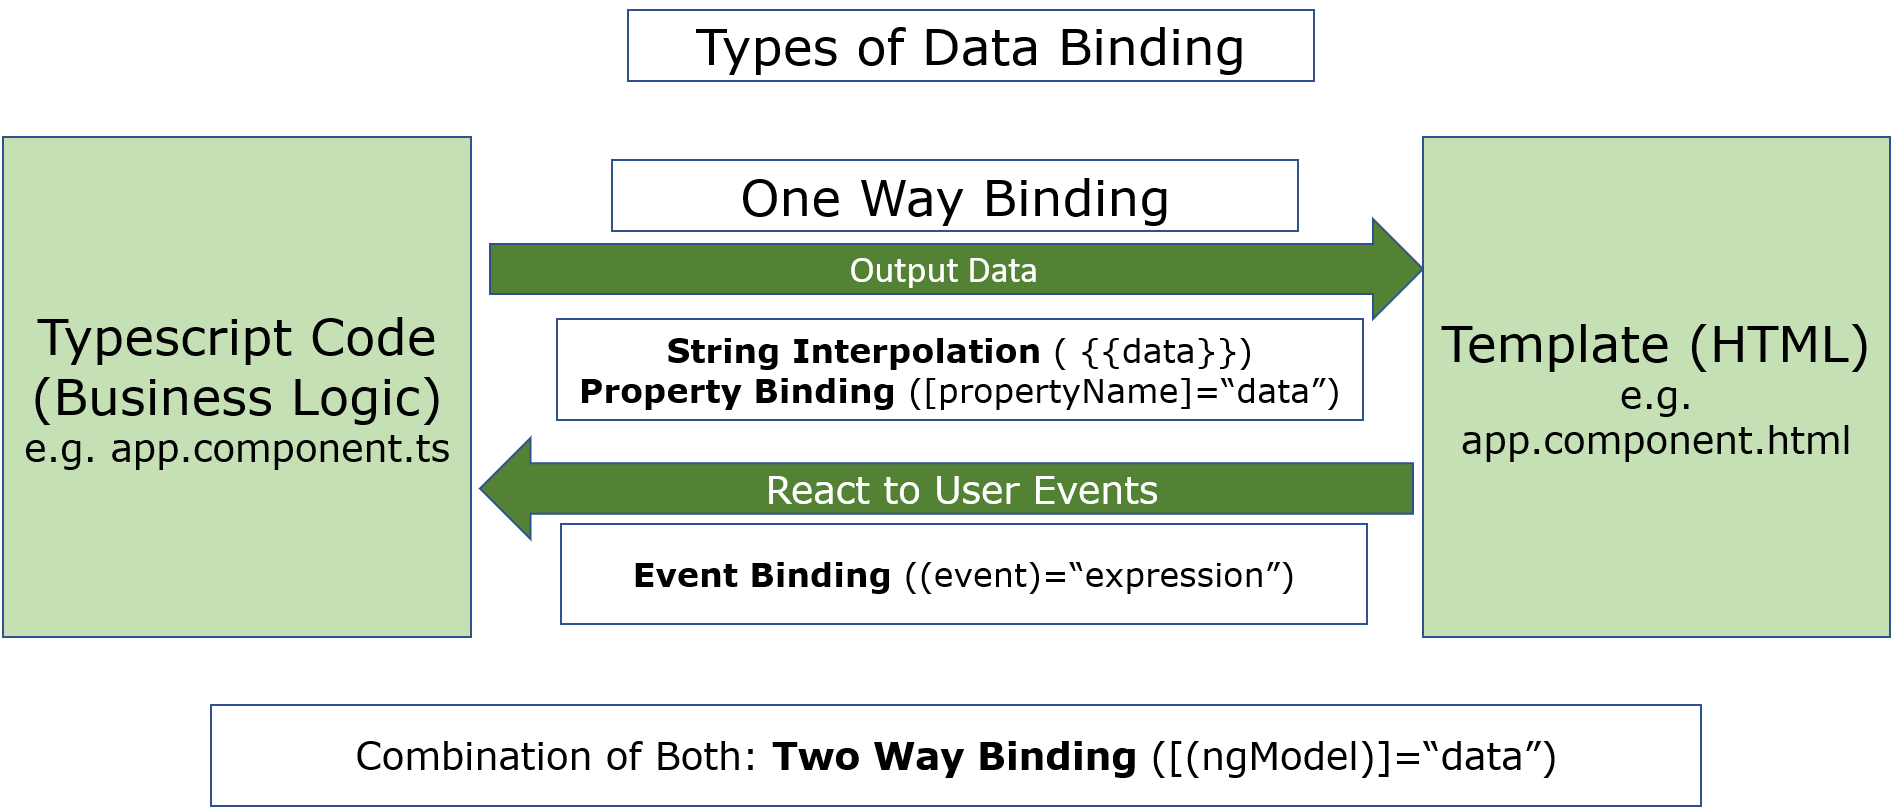 Types of Data Binding
One Way Binding
Output Data
Typescript Code
(Business Logic)
e.g. app.component.ts
String Interpolation ( {{data}})
Property Binding ([propertyName]=“data”)
Template (HTML)
e.g.
app.component.html
React to User Events
Event Binding ((event)=“expression”)
Combination of Both: Two Way Binding ([(ngModel)]=“data”)